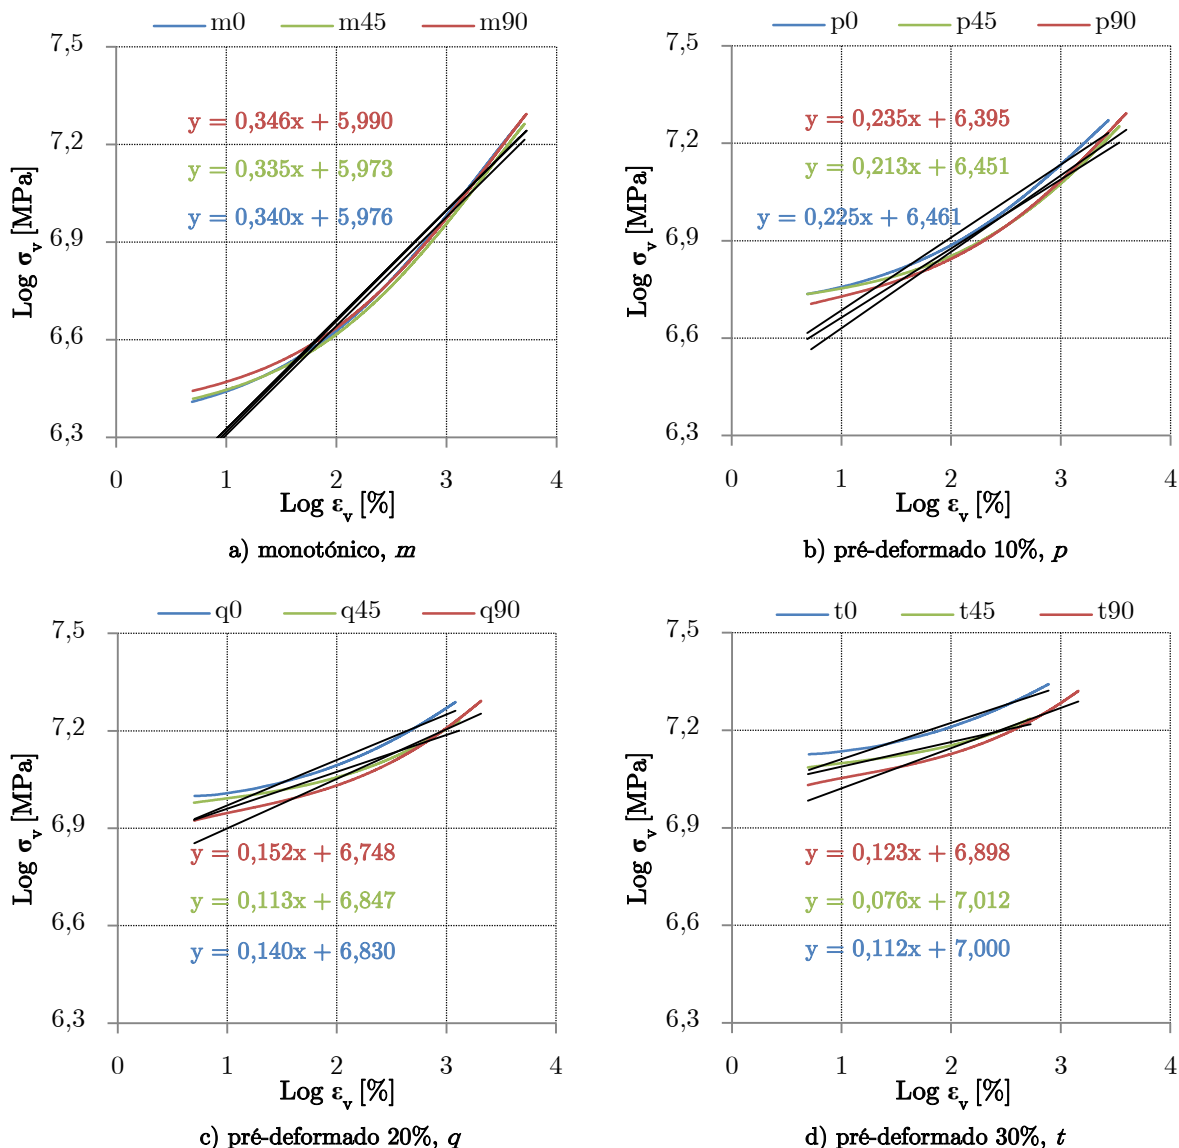 m0 m45 m90
7,5
7,2
6,9
6,6
6,3
Log σv [MPa]
y = 0,346x + 5,990
y = 0,335x + 5,973
y = 0,340x + 5,976
0 1 2 3 4
Log εv [%]
a) monotónico, m
p0 p45 p90
7,5
7,2
6,9
6,6
6,3
Log σv [MPa]
y = 0,235x + 6,395
y = 0,213x + 6,451
y = 0,225x + 6,461
0 1 2 3 4
Log εv [%]
b) pré-deformado 10%, p
q0 q45 q90
7,5
7,2
6,9
6,6
6,3
Log σv [MPa]
y = 0,152x + 6,748
y = 0,113x + 6,847
y = 0,140x + 6,830
0 1 2 3 4
Log εv [%]
c) pré-deformado 20%, q
t0 t45 t90
7,5
7,2
6,9
6,6
6,3
Log σv [MPa]
y = 0,123x + 6,898
y = 0,076x + 7,012
y = 0,112x + 7,000
0 1 2 3 4
Log εv [%]
d) pré-deformado 30%, t